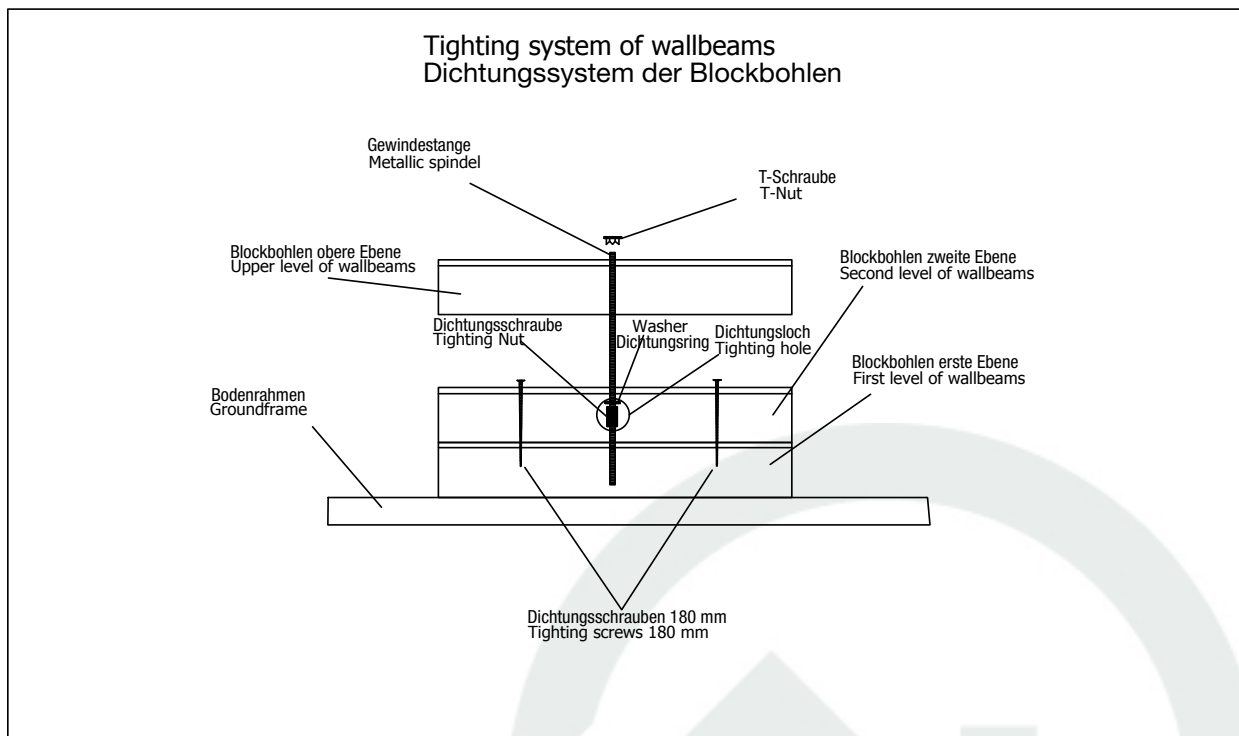 Tighting system of wallbeams
Dichtungssystem der Blockbohlen
Gewindestange
Metallic spindel
T-Schraube
T-Nut
Blockbohlen obere Ebene
Upper level of wallbeams
Blockbohlen zweite Ebene
Second level of wallbeams
Dichtungsschraube
Tighting Nut
Washer
Dichtungsring
Dichtungsloch
Tighting hole
Blockbohlen erste Ebene
First level of wallbeams
Bodenrahmen
Groundframe
Dichtungsschrauben 180 mm
Tighting screws 180 mm